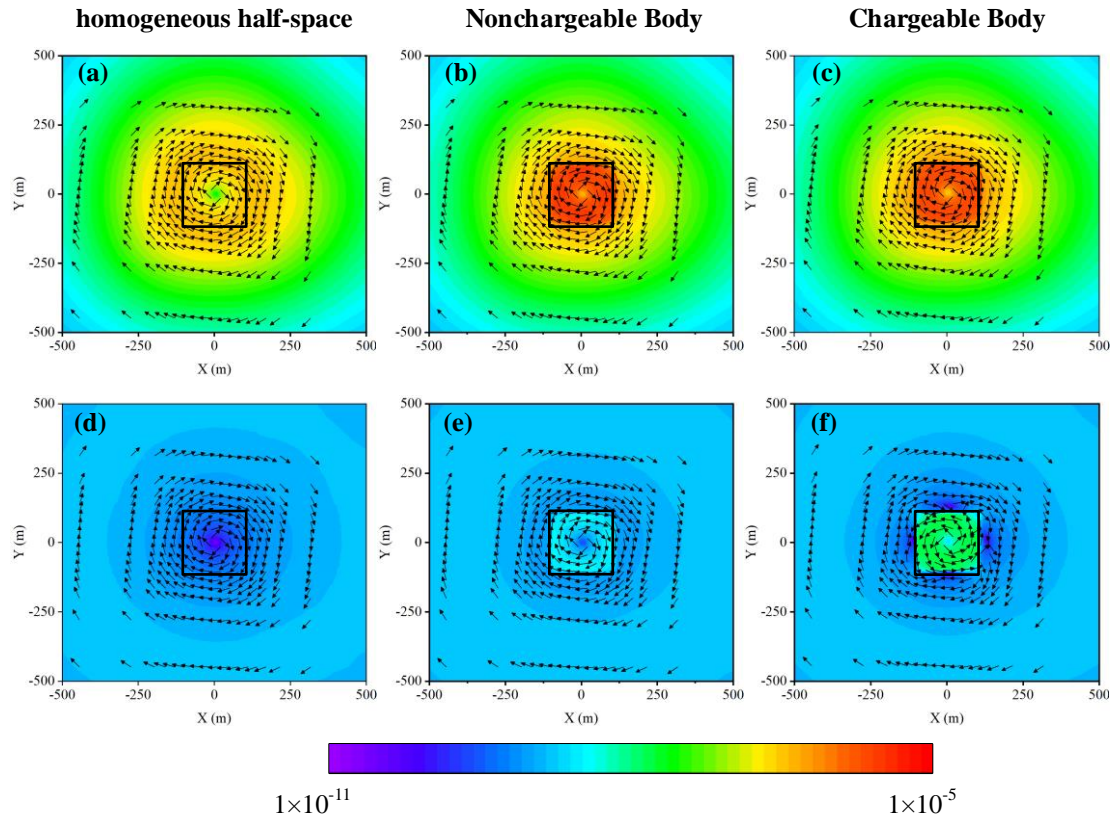 homogeneous half-space Nonchargeable Body Chargeable Body
(a) (b) (c)
500 500 500
250 250 250
0 0 0
-250 -250 -250
-500 -500 -500
Y (m) Y (m) Y (m)
-500 -250 0 250 500 -500 -250 0 250 500 -500 -250 0 250 500
X (m) X (m) X (m)
(d) (e) (f)
500 500 500
250 250 250
0 0 0
-250 -250 -250
-500 -500 -500
Y (m) Y (m) Y (m)
-500 -250 0 250 500 -500 -250 0 250 500 -500 -250 0 250 500
X (m) X (m) X (m)
1×10⁻¹¹ 1×10⁻⁵